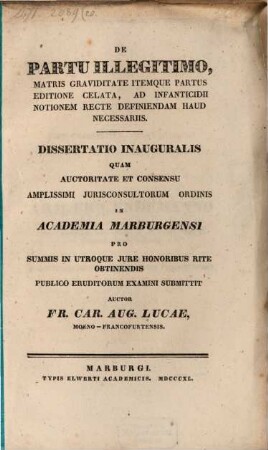 DE
PARTU ILLEGITIMO,
MATRIS GRAVIDITATE ITEMQUE PARTUS
EDITIONE CELATA, AD INFANTICIDII
NOTIONEM RECTE DEFINIENDAM HAUD
NECESSARIIS.
DISSERTATIO INAUGURALIS
QUAM
AUCTORITATE ET CONSENSU
AMPLISSIMI JURISCONSULTORUM ORDINIS
IN
ACADEMIA MARBURGENSI
PRO
SUMMIS IN UTROQUE JURE HONORIBUS RITE
OBTINENDIS
PUBLICO ERUDITORUM EXAMINI SUBMITTIT
AUCTOR
FR. CAR. AUG. LUCAE,
MOENO-FRANCOFURTENSIS.
MARBURGI.
TYPIS ELWERTI ACADEMICIS. MDCCCXL.